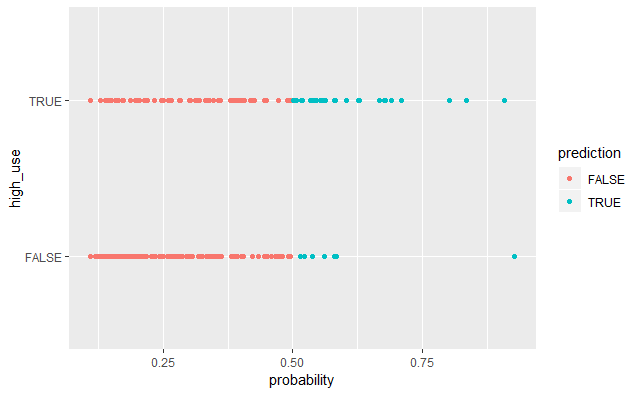 high_use
TRUE
FALSE
0.25
0.50
0.75
probability
prediction
FALSE
TRUE